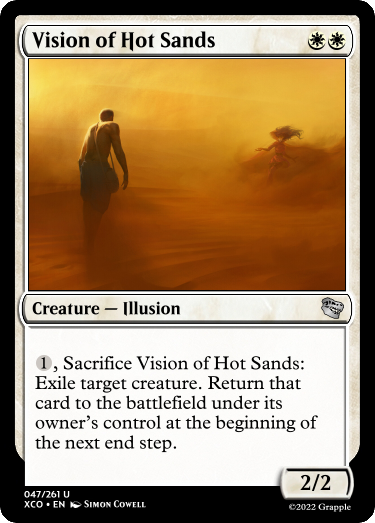 Vision of Hot Sands
Creature — Illusion
1, Sacrifice Vision of Hot Sands:
Exile target creature. Return that
card to the battlefield under its
owner's control at the beginning of
the next end step.
2/2
047/261 U
XCO • EN Simon Cowell
©2022 Grapple